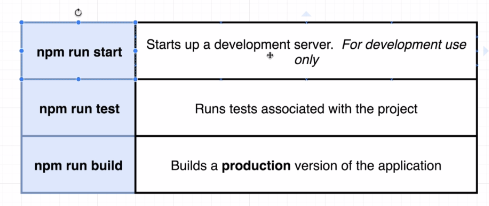 npm run start
Starts up a development server. For development use
only
npm run test
Runs tests associated with the project
npm run build
Builds a production version of the application